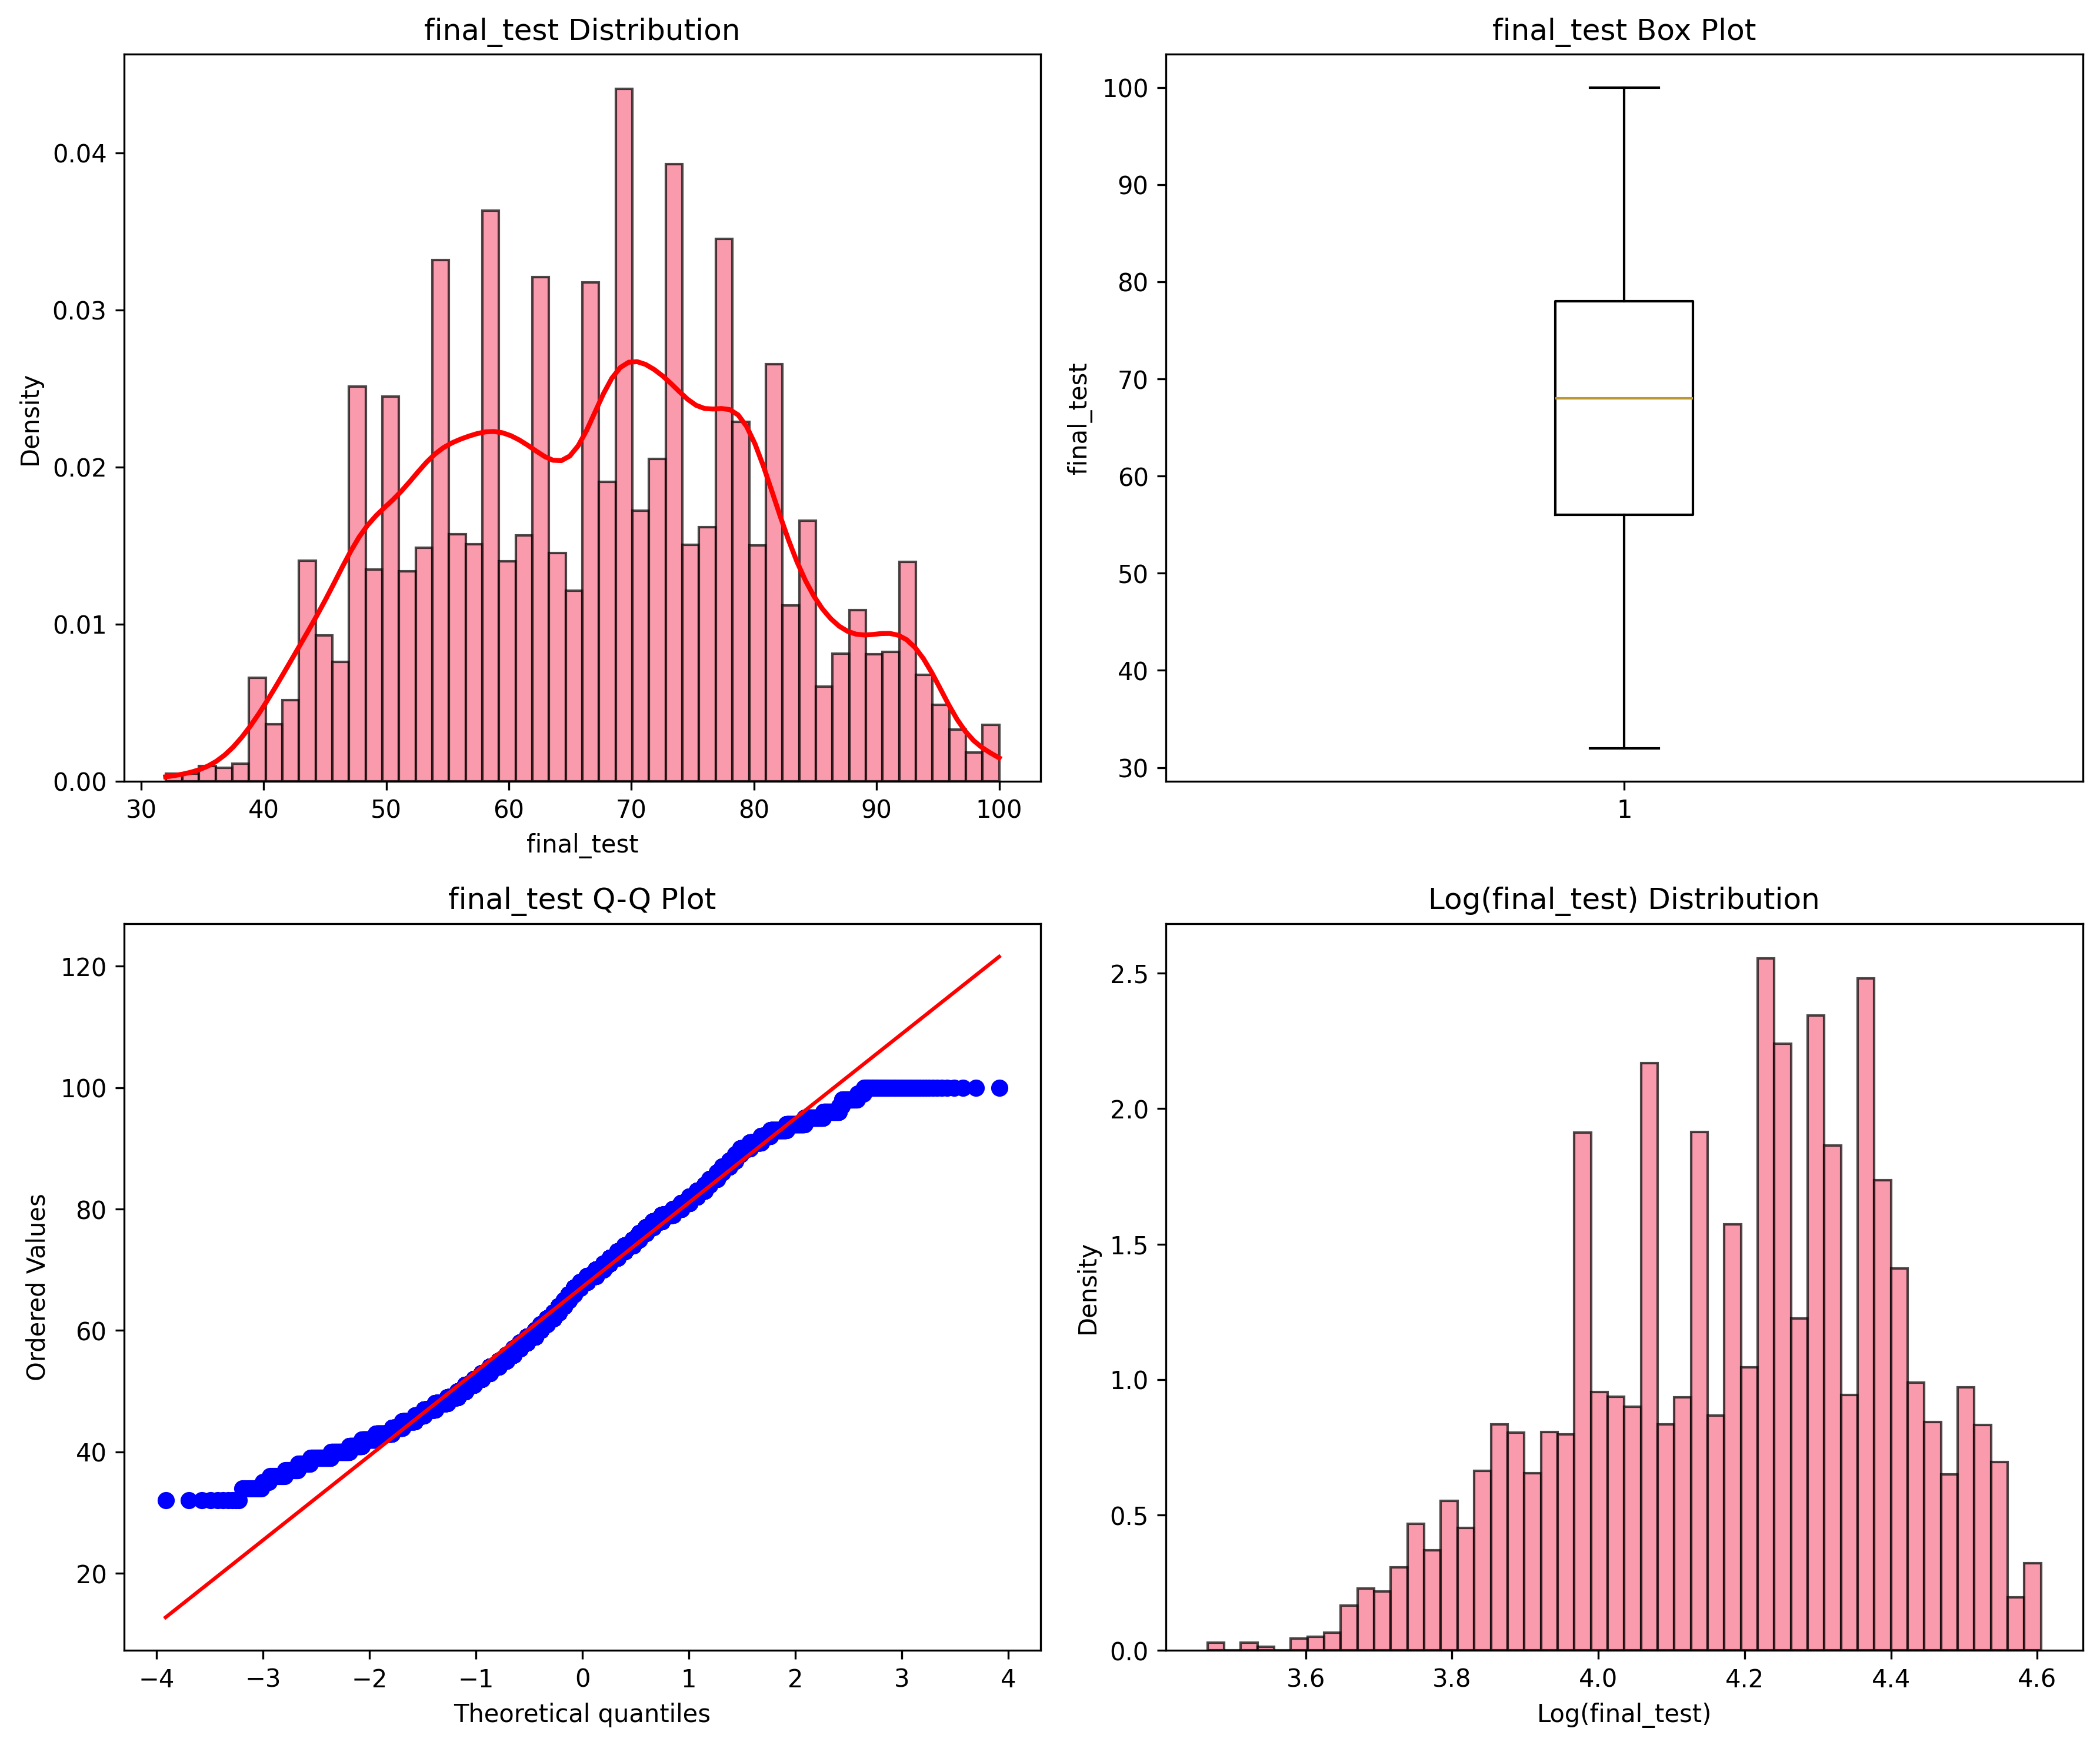 final_test Distribution
Density
0.04
0.03
0.02
0.01
0.00
30 40 50 60 70 80 90 100
final_test
final_test Box Plot
final_test
100
90
80
70
60
50
40
30
1
final_test Q-Q Plot
Ordered Values
120
100
80
60
40
20
−4 −3 −2 −1 0 1 2 3 4
Theoretical quantiles
Log(final_test) Distribution
Density
2.5
2.0
1.5
1.0
0.5
0.0
3.6 3.8 4.0 4.2 4.4 4.6
Log(final_test)